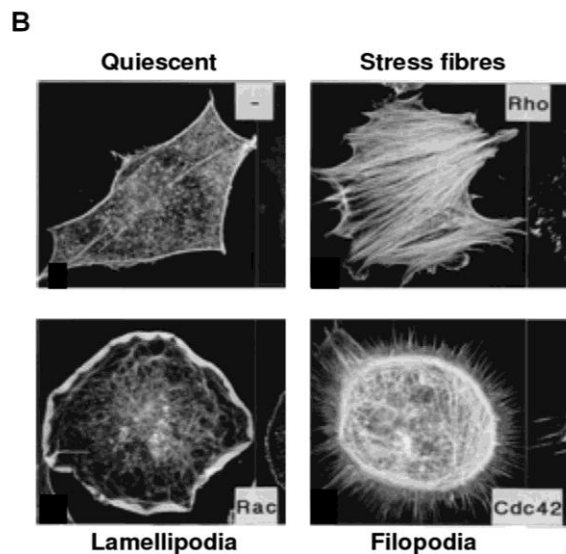 B
Quiescent
Stress fibres
-
Rho
Rac
Cdc42
Lamellipodia
Filopodia